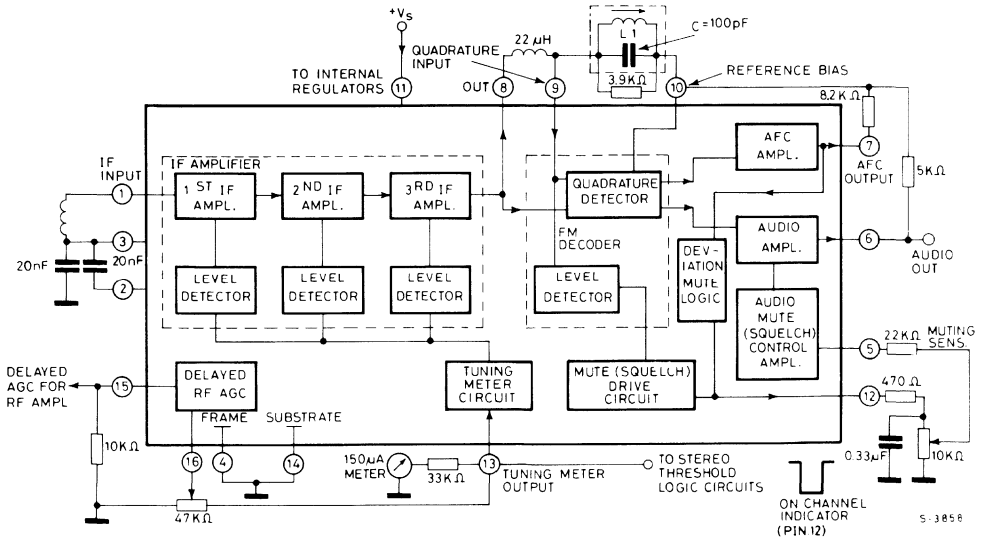 +Vs
TO INTERNAL
REGULATORS
11
QUADRATURE
INPUT
22 µH
OUT
8
9
L1
C=100pF
3.9KΩ
10
REFERENCE BIAS
8.2KΩ
7
AFC
OUTPUT
5KΩ
6
AUDIO
OUT
IF
INPUT
1
3
2
20nF
20nF
IF AMPLIFIER
1ST IF
AMPL.
2ND IF
AMPL.
3RD IF
AMPL.
LEVEL
DETECTOR
LEVEL
DETECTOR
LEVEL
DETECTOR
QUADRATURE
DETECTOR
FM
DECODER
LEVEL
DETECTOR
AFC
AMPL.
AUDIO
AMPL.
DEV-
IATION
MUTE
LOGIC
AUDIO
MUTE
(SQUELCH)
CONTROL
AMPL.
5
22KΩ
MUTING
SENS.
DELAYED
AGC FOR
RF AMPL
15
DELAYED
RF AGC
TUNING
METER
CIRCUIT
MUTE (SQUELCH)
DRIVE
CIRCUIT
12
470Ω
0.33µF
10KΩ
FRAME
SUBSTRATE
10KΩ
16
4
14
47KΩ
150µA
METER
33KΩ
13
TUNING METER
OUTPUT
TO STEREO
THRESHOLD
LOGIC CIRCUITS
ON CHANNEL
INDICATOR
(PIN.12)
S-3858